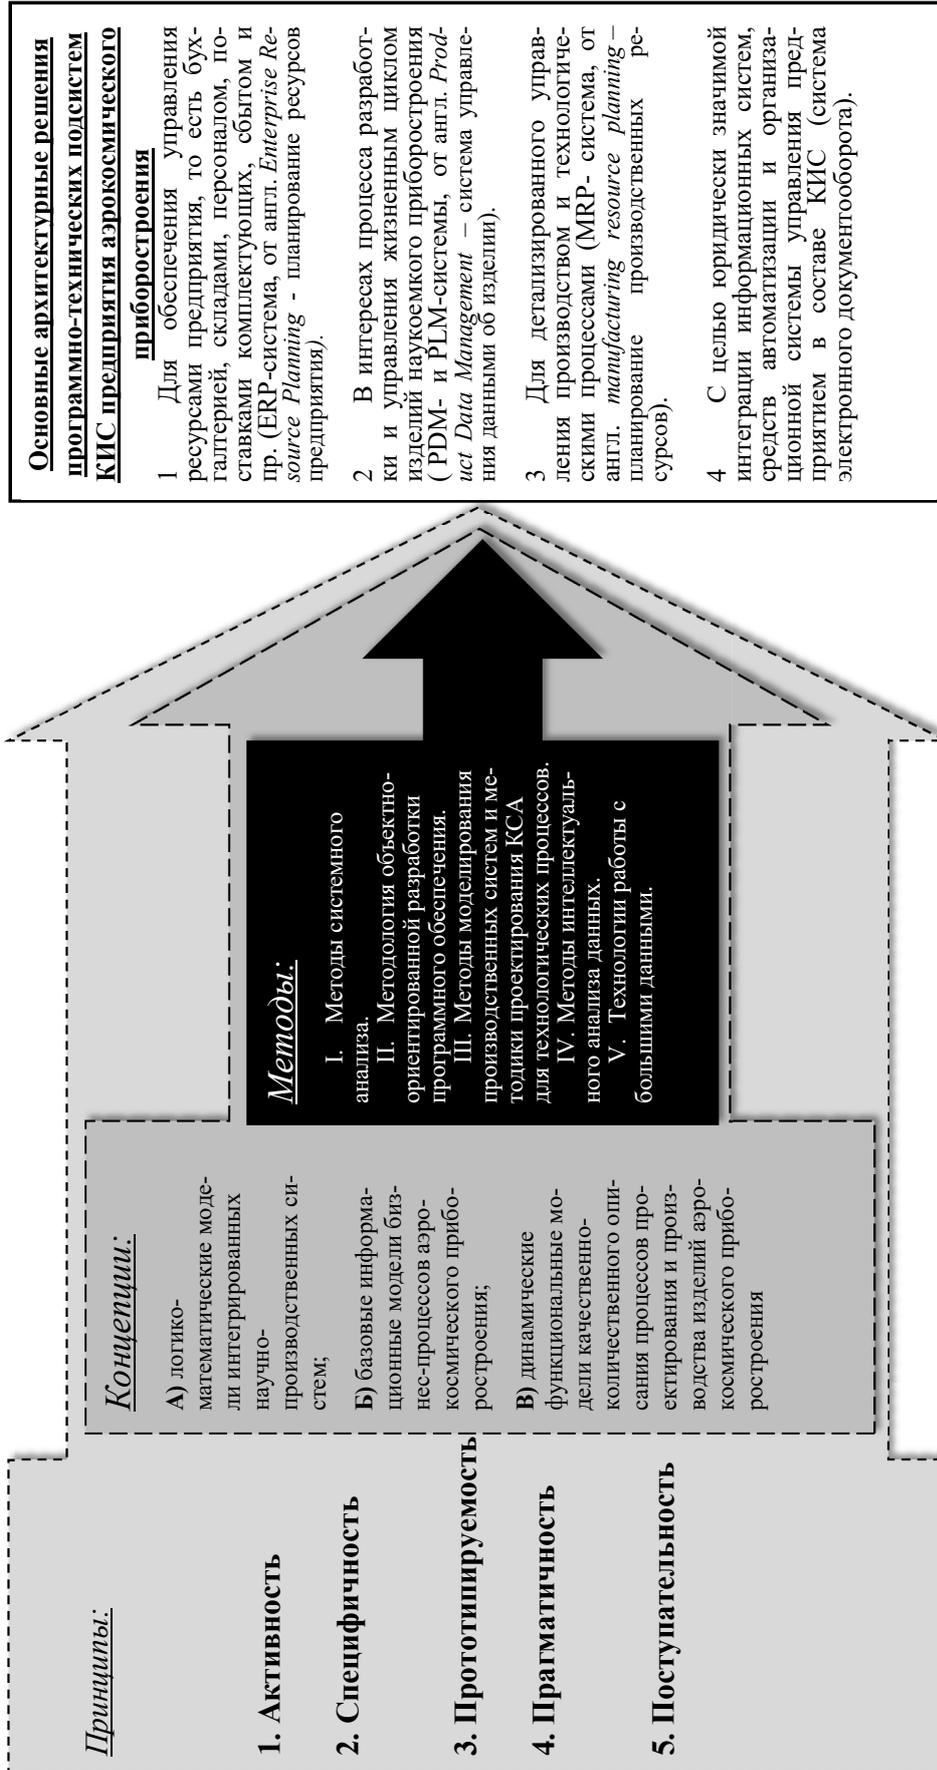 Принципы:
1. Активность
2. Специфичность
3. Прототипируемость
4. Прагматичность
5. Поступательность
Концепции:
А) логико-
математические моде-
ли интегрированных
научно-
производственных си-
стем;
Б) базовые информа-
ционные модели биз-
нес-процессов аэро-
космического прибо-
ростроения;
В) динамические
функциональные мо-
дели качественно-
количественного опи-
сания процессов про-
ектирования и произ-
водства изделий аэро-
космического прибо-
ростроения
Методы:
I. Методы системного
анализа.
II. Методология объектно-
ориентированной разработки
программного обеспечения.
III. Методы моделирования
производственных систем и ме-
тодики проектирования КСА
для технологических процессов.
IV. Методы интеллектуаль-
ного анализа данных.
V. Технологии работы с
большими данными.
Основные архитектурные решения
программно-технических подсистем
КИС предприятия аэрокосмического
приборостроения
1 Для обеспечения управления
ресурсами предприятия, то есть бух-
галтерией, складами, персоналом, по-
ставками комплектующих, сбытом и
пр. (ERP-система, от англ. Enterprise Re-
source Planning - планирование ресурсов
предприятия).
2 В интересах процесса разработ-
ки и управления жизненным циклом
изделий наукоемкого приборостроения
( PDM- и PLM-системы, от англ. Prod-
uct Data Management – система управле-
ния данными об изделии).
3 Для детализированного управ-
ления производством и технологиче-
скими процессами (MRP- система, от
англ. manufacturing resource planning –
планирование производственных ре-
сурсов).
4 С целью юридически значимой
интеграции информационных систем,
средств автоматизации и организа-
ционной системы управления пред-
приятием в составе КИС (система
электронного документооборота).